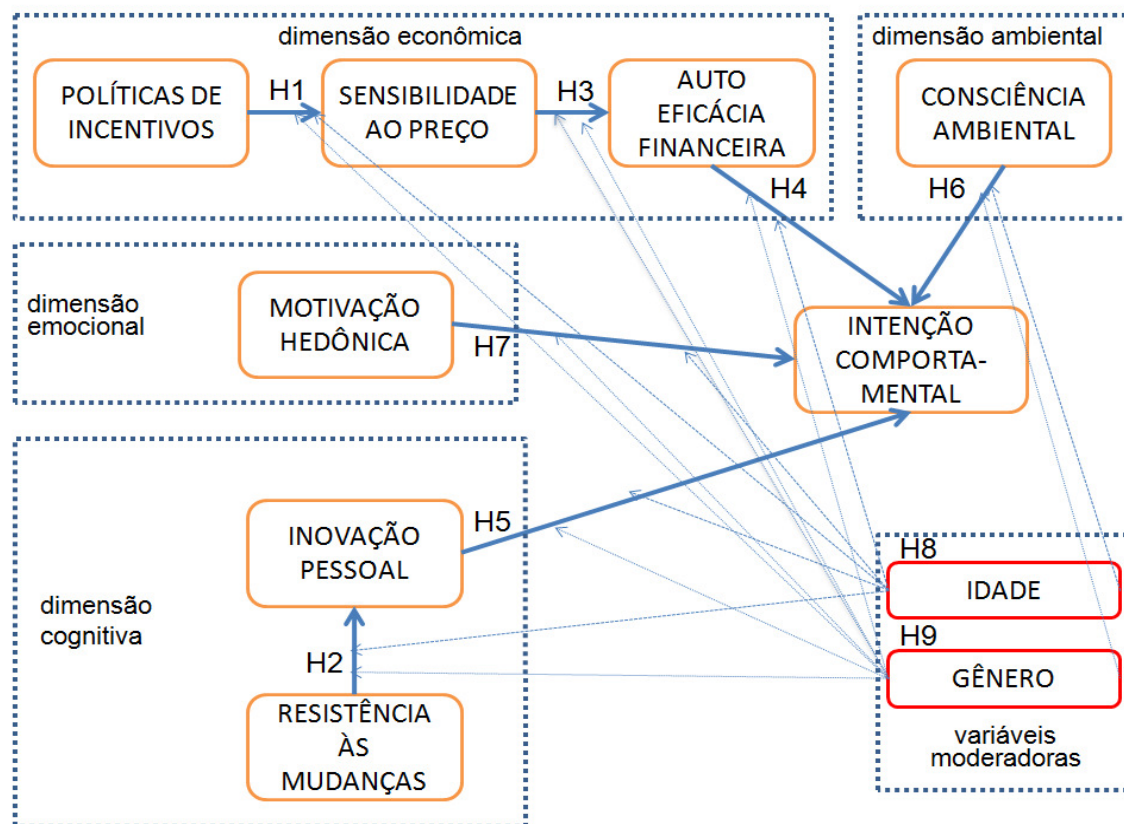 dimensão econômica
POLÍTICAS DE
INCENTIVOS
H1
SENSIBILIDADE
AO PREÇO
H3
AUTO
EFICÁCIA
FINANCEIRA
H4
dimensão ambiental
CONSCIÊNCIA
AMBIENTAL
H6
dimensão
emocional
MOTIVAÇÃO
HEDÔNICA
H7
INTENÇÃO
COMPORTA-
MENTAL
dimensão
cognitiva
INOVAÇÃO
PESSOAL
H5
H2
RESISTÊNCIA
ÀS
MUDANÇAS
H8
IDADE
H9
GÊNERO
variáveis
moderadoras